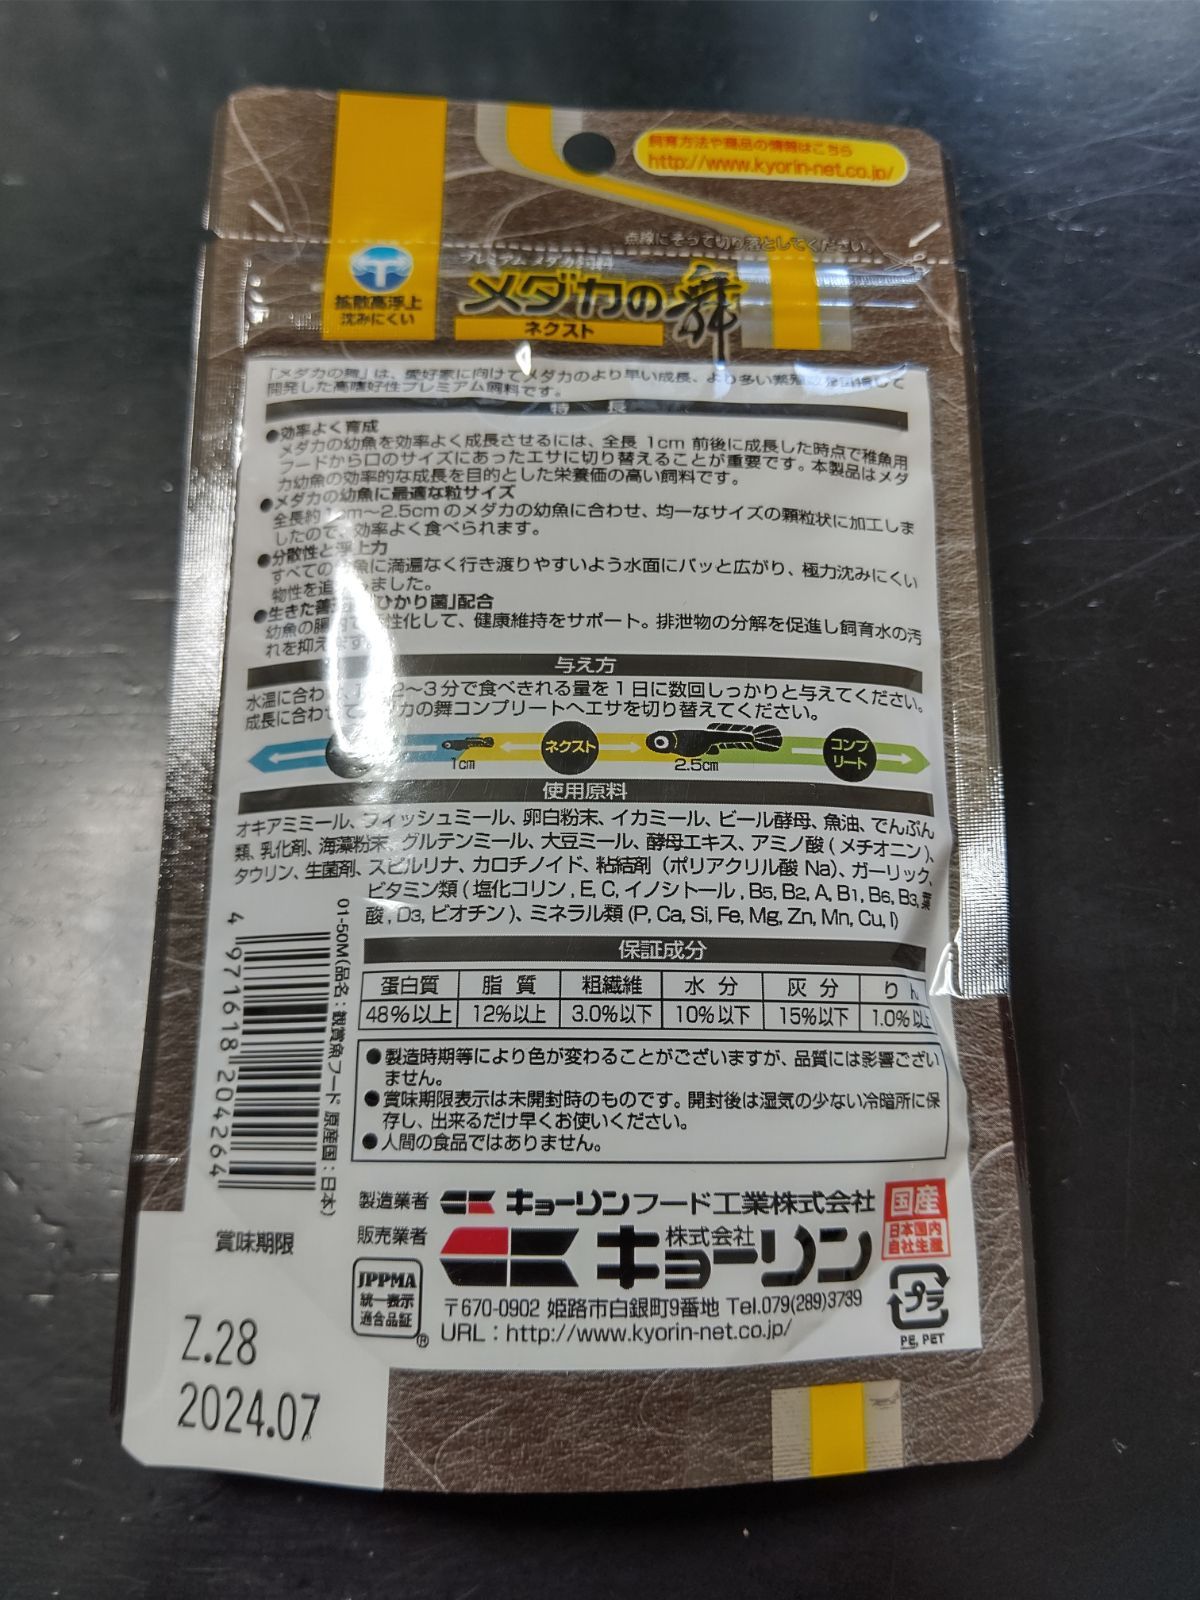 飼育方法や商品の情報はこちら
http://www.kyorin-net.co.jp/
点線にそって切り落としてください。
拡散高浮上
沈みにくい
プレミアム メダカ飼料
メダカの舞
ネクスト
「メダカの舞」は、愛好家に向けてメダカのより早い成長、より多い繁殖
開発した高嗜好性プレミアム飼料です。
特 長
●効率よく育成
メダカの幼魚を効率よく成長させるには、全長 1cm 前後に成長した時点で稚魚用
フードから口のサイズにあったエサに切り替えることが重要です。本製品はメダ
カ幼魚の効率的な成長を目的とした栄養価の高い飼料です。
●メダカの幼魚に最適な粒サイズ
全長約1cm～2.5cmのメダカの幼魚に合わせ、均一なサイズの顆粒状に加工しま
したので、効率よく食べられます。
●分散性と浮上力
すべての 魚に満遍なく行き渡りやすいよう水面にパッと広がり、極力沈みにくい
物性を追 しました。
●生きた善 ひかり菌」配合
幼魚の腸内で 性化して、健康維持をサポート。排泄物の分解を促進し飼育水の汚
れを抑えます。
与え方
水温に合わせ、 2～3分で食べきれる量を1日に数回しっかりと与えてください。
成長に合わせて カの舞コンプリートへエサを切り替えてください。
1cm
ネクスト
2.5cm
コンプ
リート
使用原料
オキアミミール、フィッシュミール、卵白粉末、イカミール、ビール酵母、魚油、でんぷん
類、乳化剤、海藻粉末、グルテンミール、大豆ミール、酵母エキス、アミノ酸(メチオニン)、
タウリン、生菌剤、スピルリナ、カロチノイド、粘結剤(ポリアクリル酸 Na)、ガーリック、
ビタミン類(塩化コリン,E,C,イノシトール,B5,B2,A,B1,B6,B3,葉
酸,D3,ビオチン)、ミネラル類(P,Ca,Si,Fe,Mg,Zn,Mn,Cu,I)
保証成分
蛋白質 脂 質 粗繊維 水 分 灰 分 りん
48%以上 12%以上 3.0%以下 10%以下 15%以下 1.0%以上
●製造時期等により色が変わることがございますが、品質には影響ござい
ません。
●賞味期限表示は未開封時のものです。開封後は湿気の少ない冷暗所に保
存し、出来るだけ早くお使いください。
●人間の食品ではありません。
01-50M(品名:観賞魚フード 原産国:日本)
4 971618 204264
製造業者 キョーリンフード工業株式会社
販売業者 株式会社 キョーリン
国産
日本国内
自社生産
JPPMA
統一表示
適合品証
®
〒670-0902 姫路市白銀町9番地 Tel.079(289)3739
URL:http://www.kyorin-net.co.jp/
プラ
PE, PET
賞味期限
Z.28
2024.07